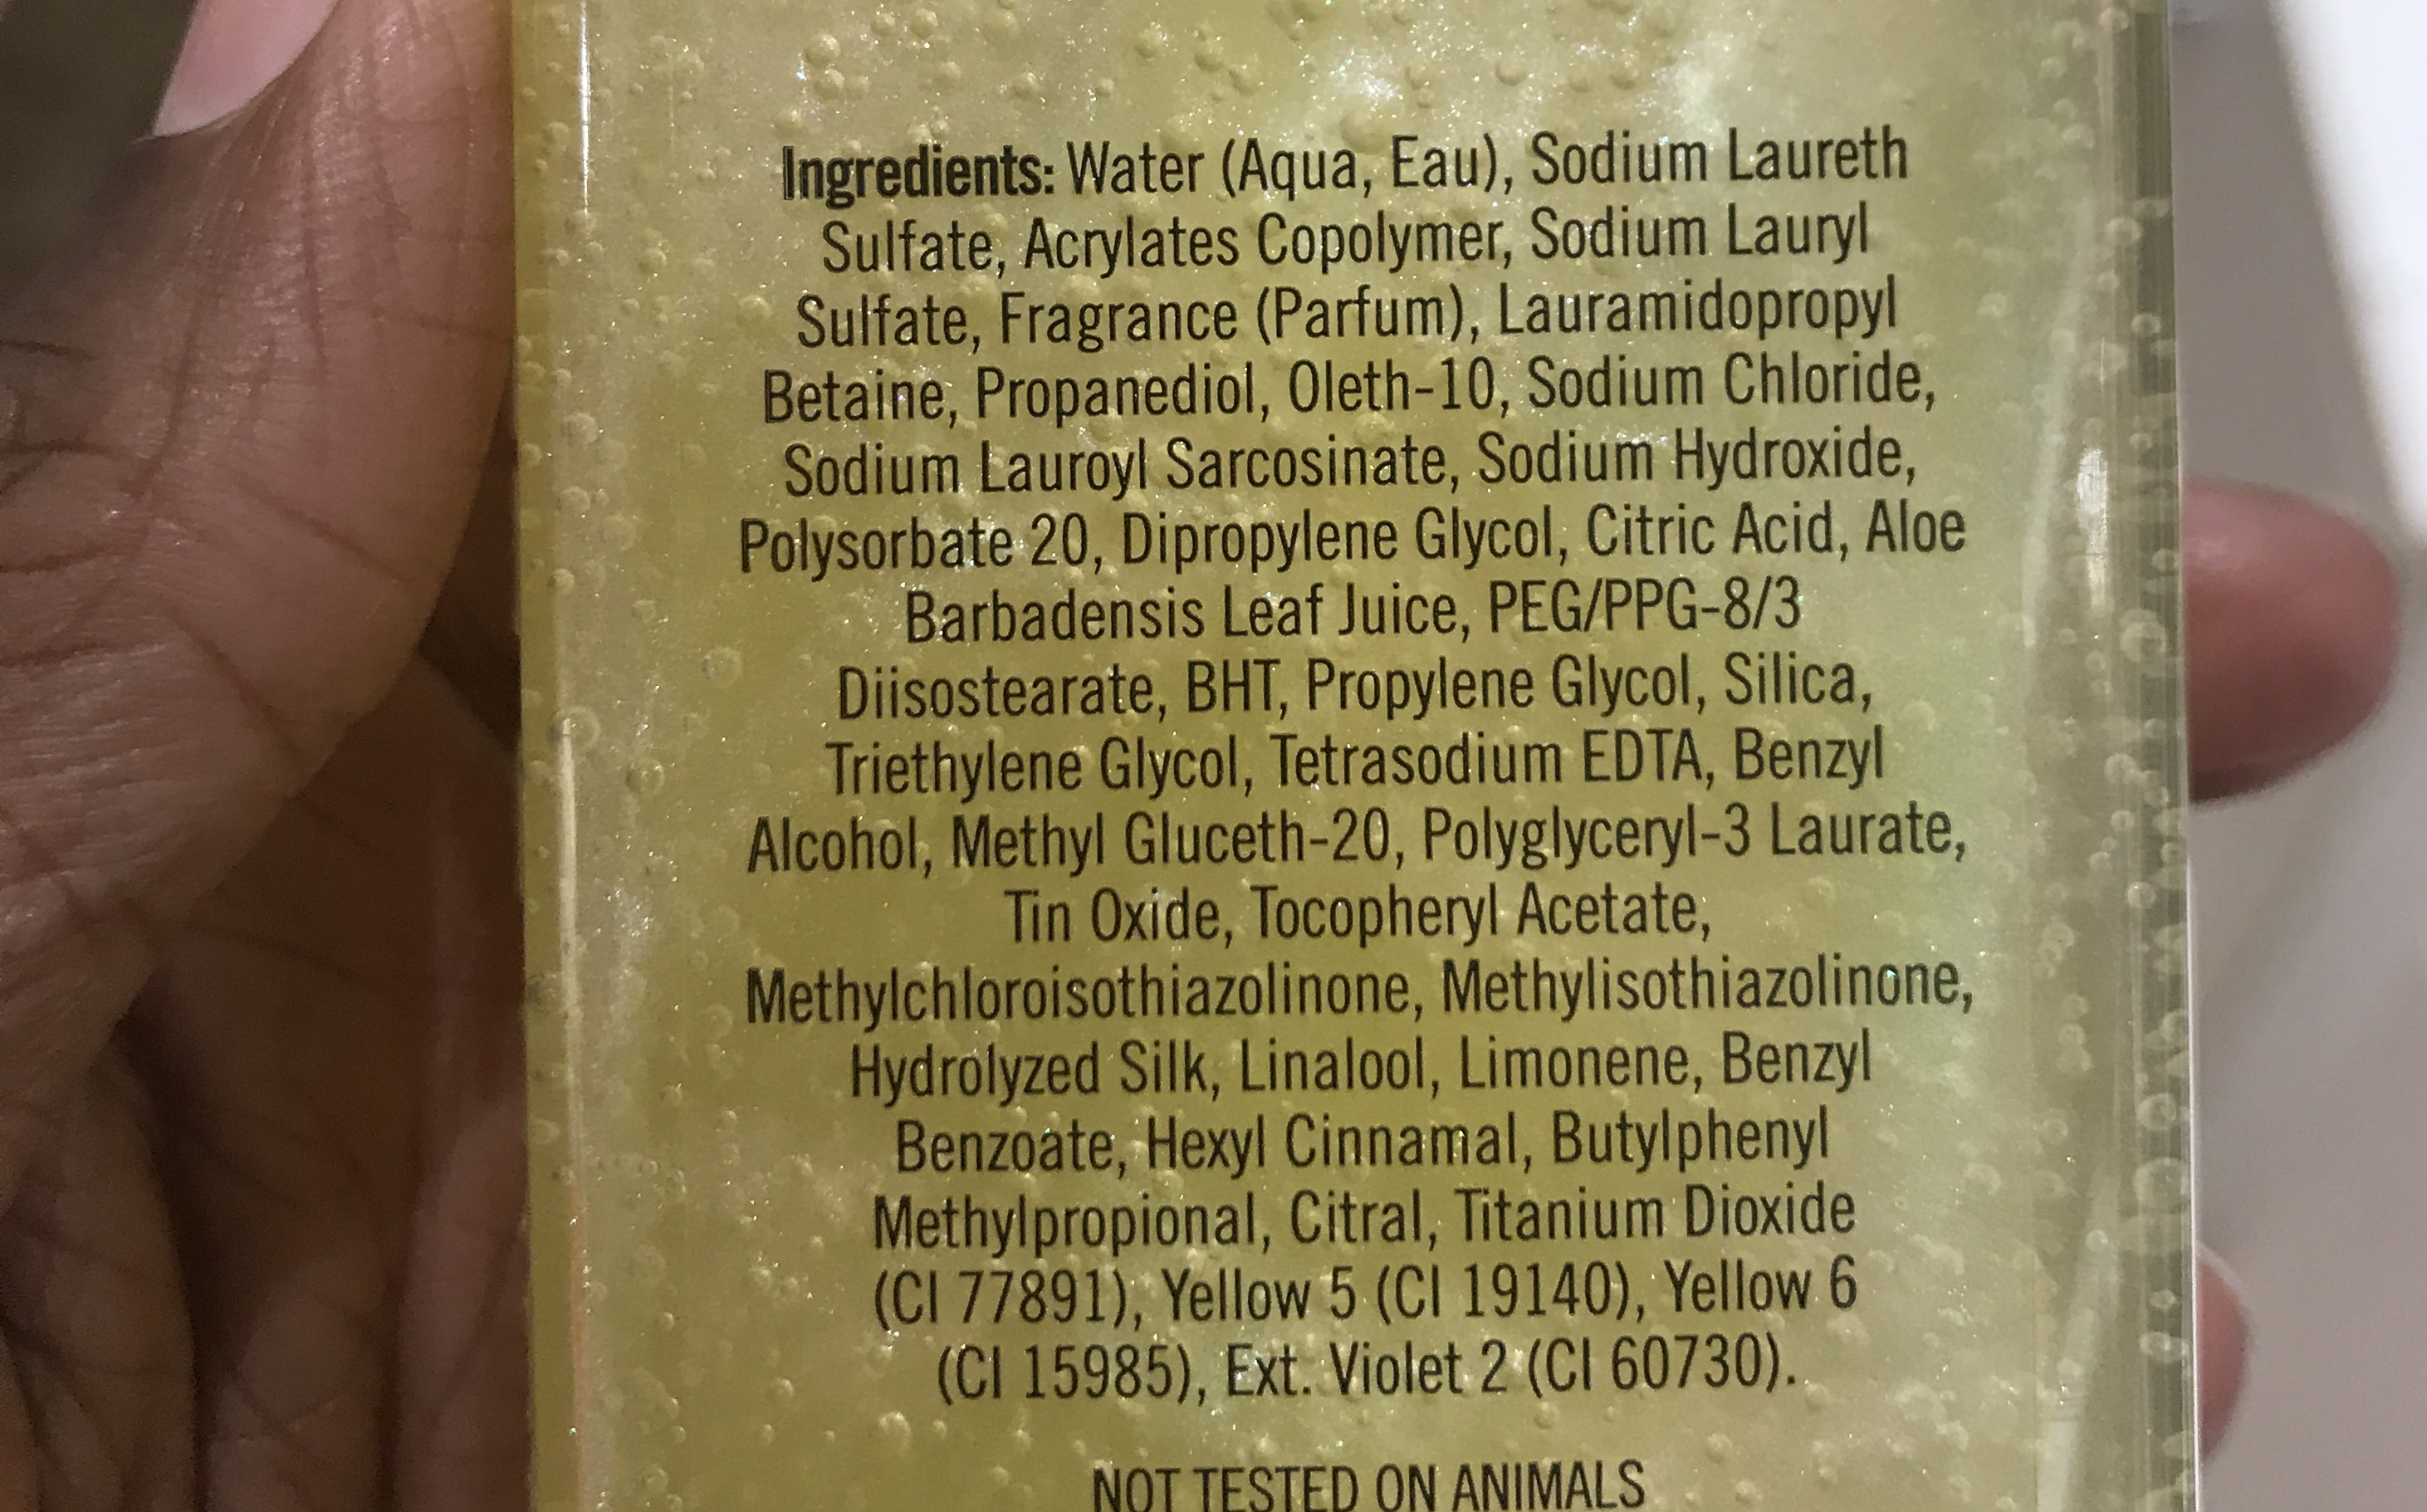 Ingredients: Water (Aqua, Eau), Sodium Laureth
Sulfate, Acrylates Copolymer, Sodium Lauryl
Sulfate, Fragrance (Parfum), Lauramidopropyl
Betaine, Propanediol, Oleth-10, Sodium Chloride,
Sodium Lauroyl Sarcosinate, Sodium Hydroxide,
Polysorbate 20, Dipropylene Glycol, Citric Acid, Aloe
Barbadensis Leaf Juice, PEG/PPG-8/3
Diisostearate, BHT, Propylene Glycol, Silica,
Triethylene Glycol, Tetrasodium EDTA, Benzyl
Alcohol, Methyl Gluceth-20, Polyglyceryl-3 Laurate,
Tin Oxide, Tocopheryl Acetate,
Methylchloroisothiazolinone, Methylisothiazolinone,
Hydrolyzed Silk, Linalool, Limonene, Benzyl
Benzoate, Hexyl Cinnamal, Butylphenyl
Methylpropional, Citral, Titanium Dioxide
(CI 77891), Yellow 5 (CI 19140), Yellow 6
(CI 15985), Ext. Violet 2 (CI 60730).
NOT TESTED ON ANIMALS